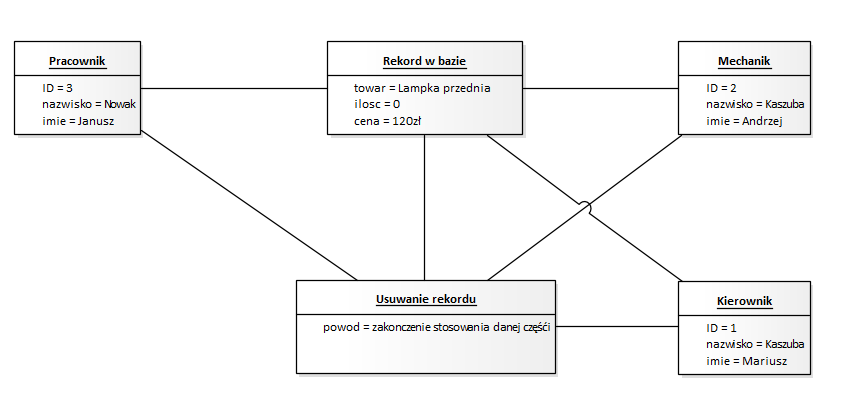 Pracownik
ID = 3
nazwisko = Nowak
imie = Janusz
Rekord w bazie
towar = Lampka przednia
ilosc = 0
cena = 120zł
Mechanik
ID = 2
nazwisko = Kaszuba
imie = Andrzej
Usuwanie rekordu
powod = zakonczenie stosowania danej częśći
Kierownik
ID = 1
nazwisko = Kaszuba
imie = Mariusz